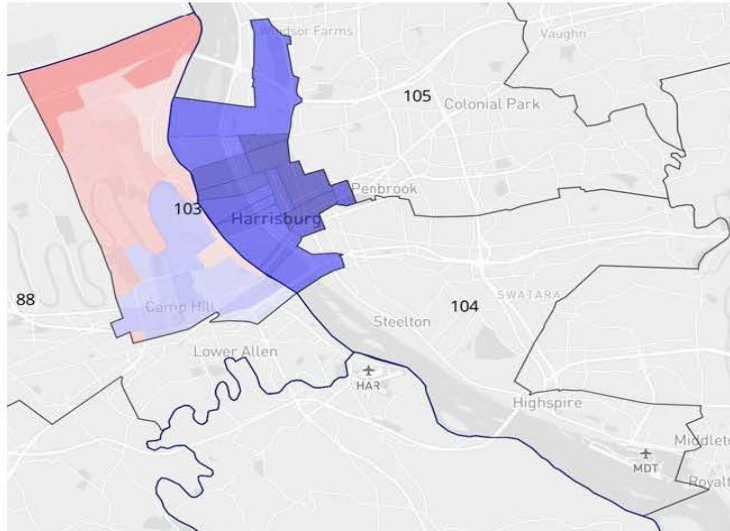 Windsor Farms
Vaughn
105
Colonial Park
Penbrook
103
Harrisburg
88
Camp Hill
SWATARA
104
Steelton
Lower Allen
HAR
Highspire
Middleto
MDT
Royalt